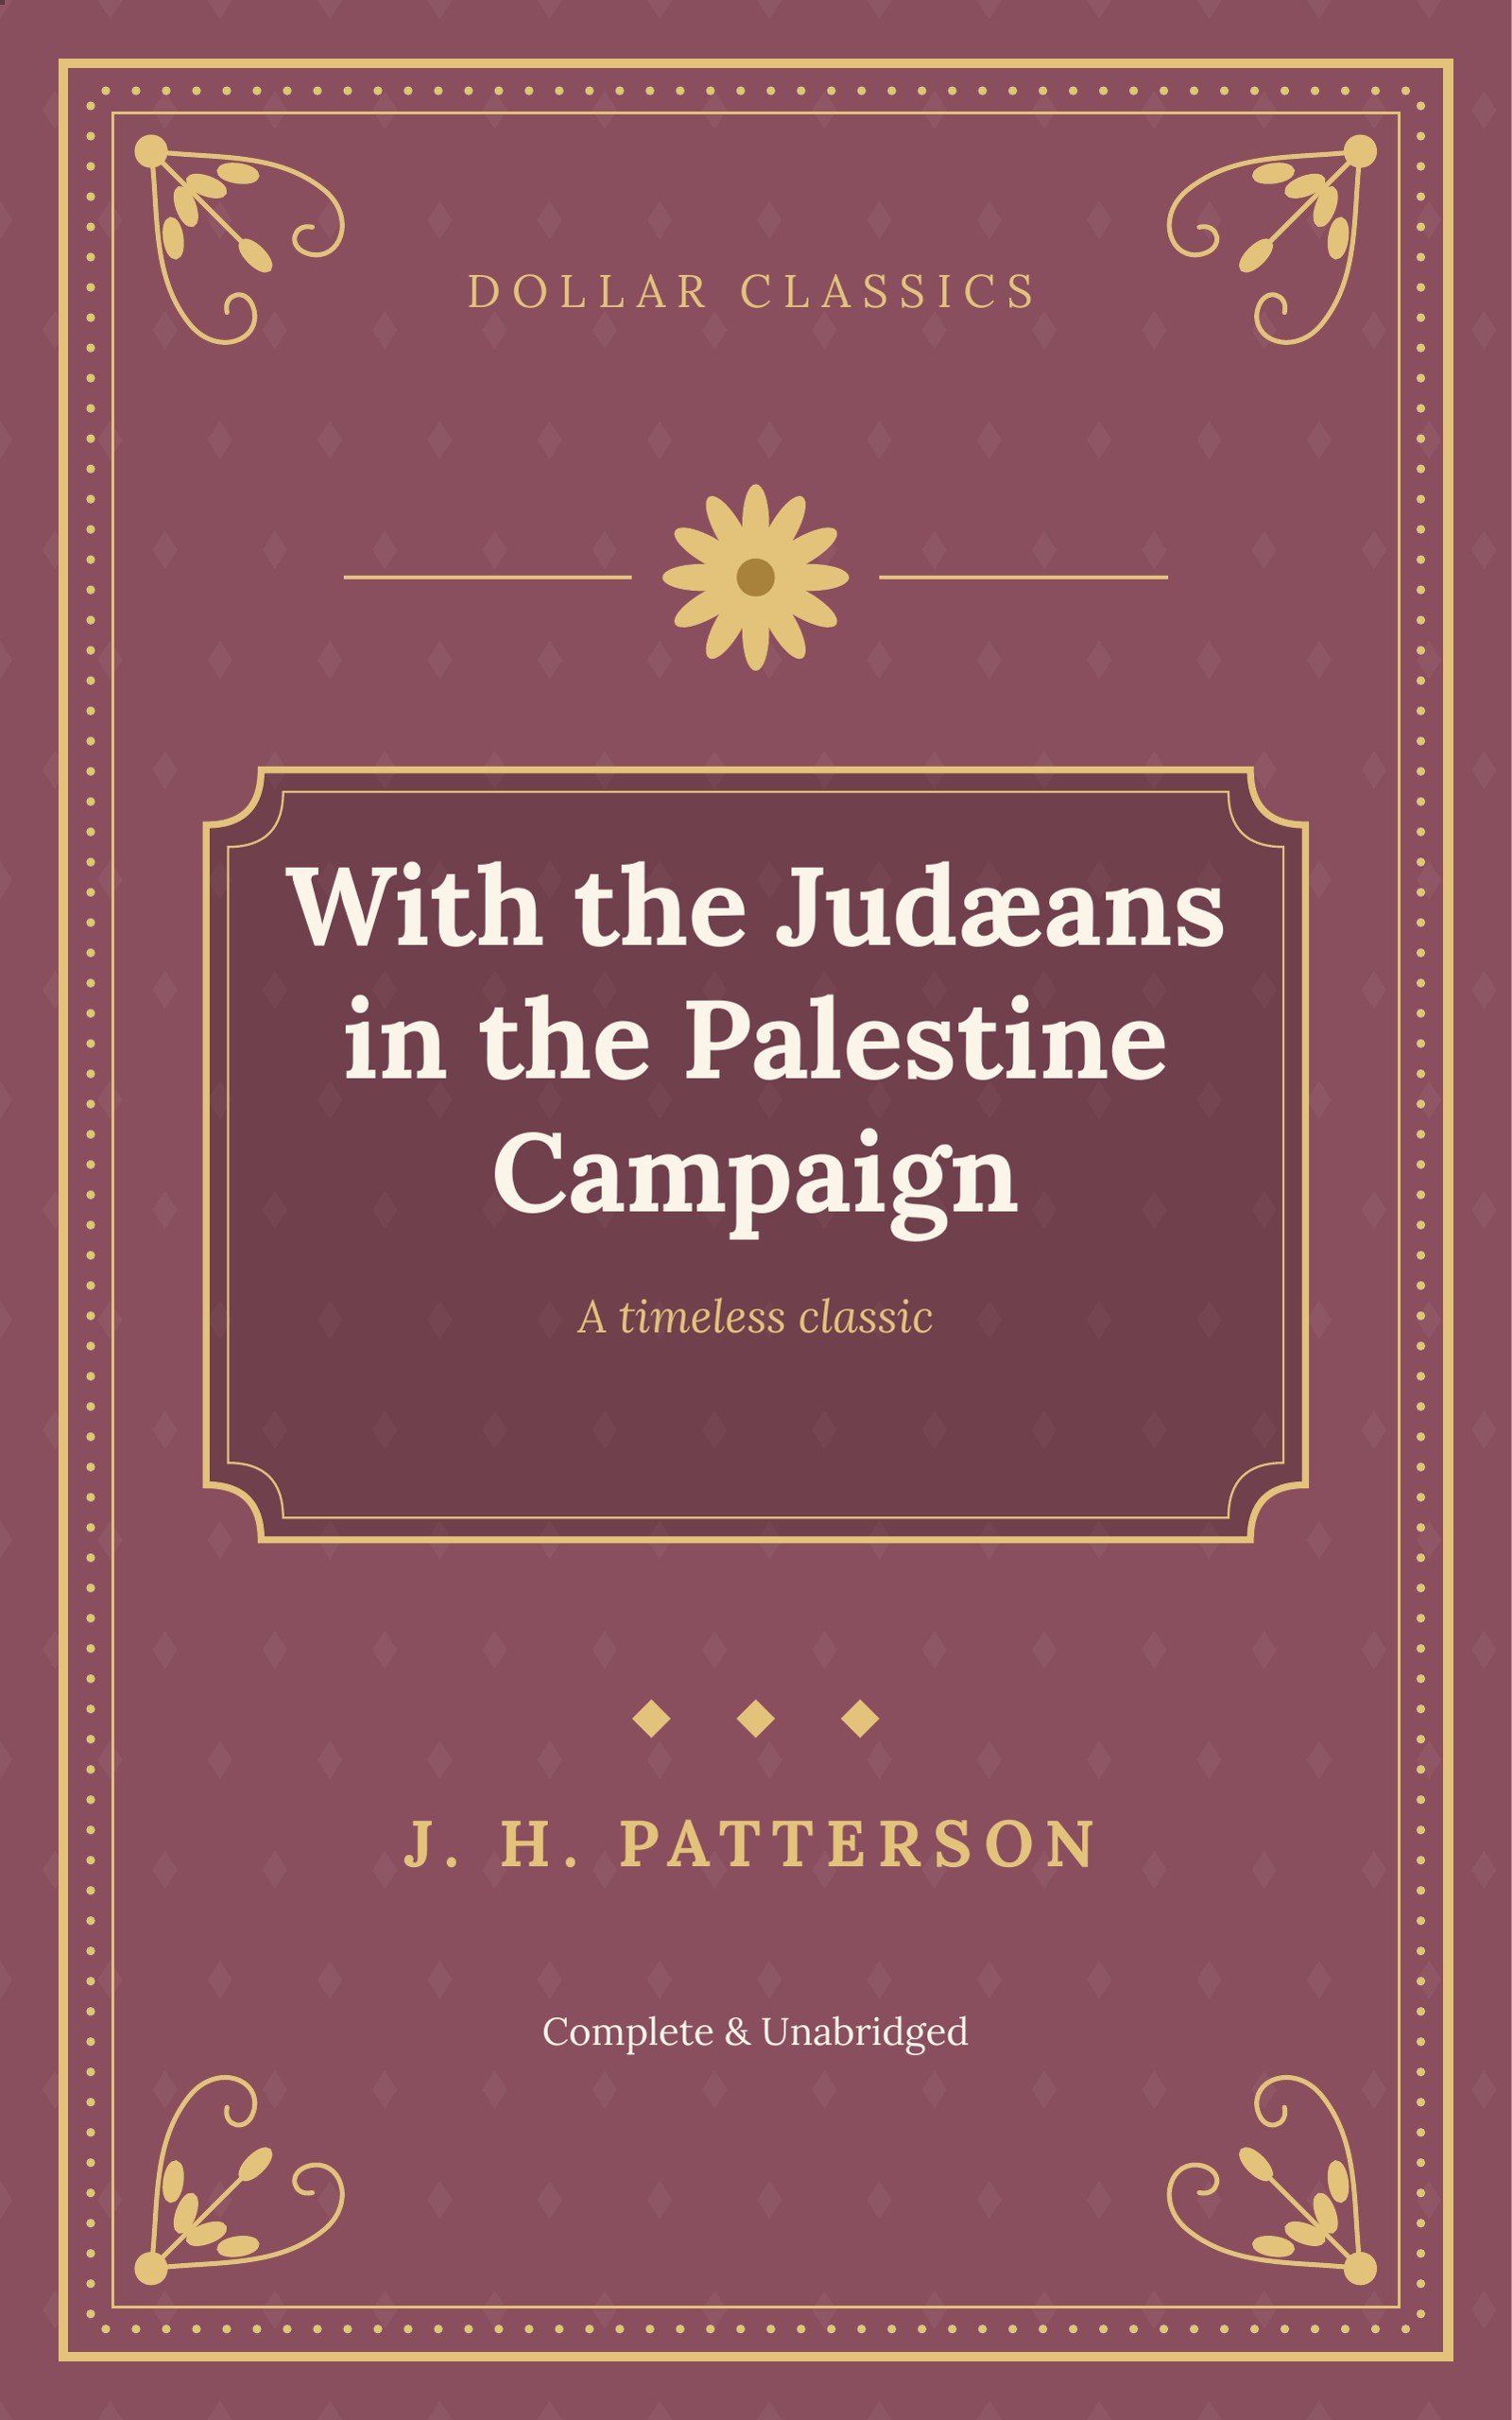 DOLLAR CLASSICS
With the Judæans
in the Palestine
Campaign
A timeless classic
J. H. PATTERSON
Complete & Unabridged